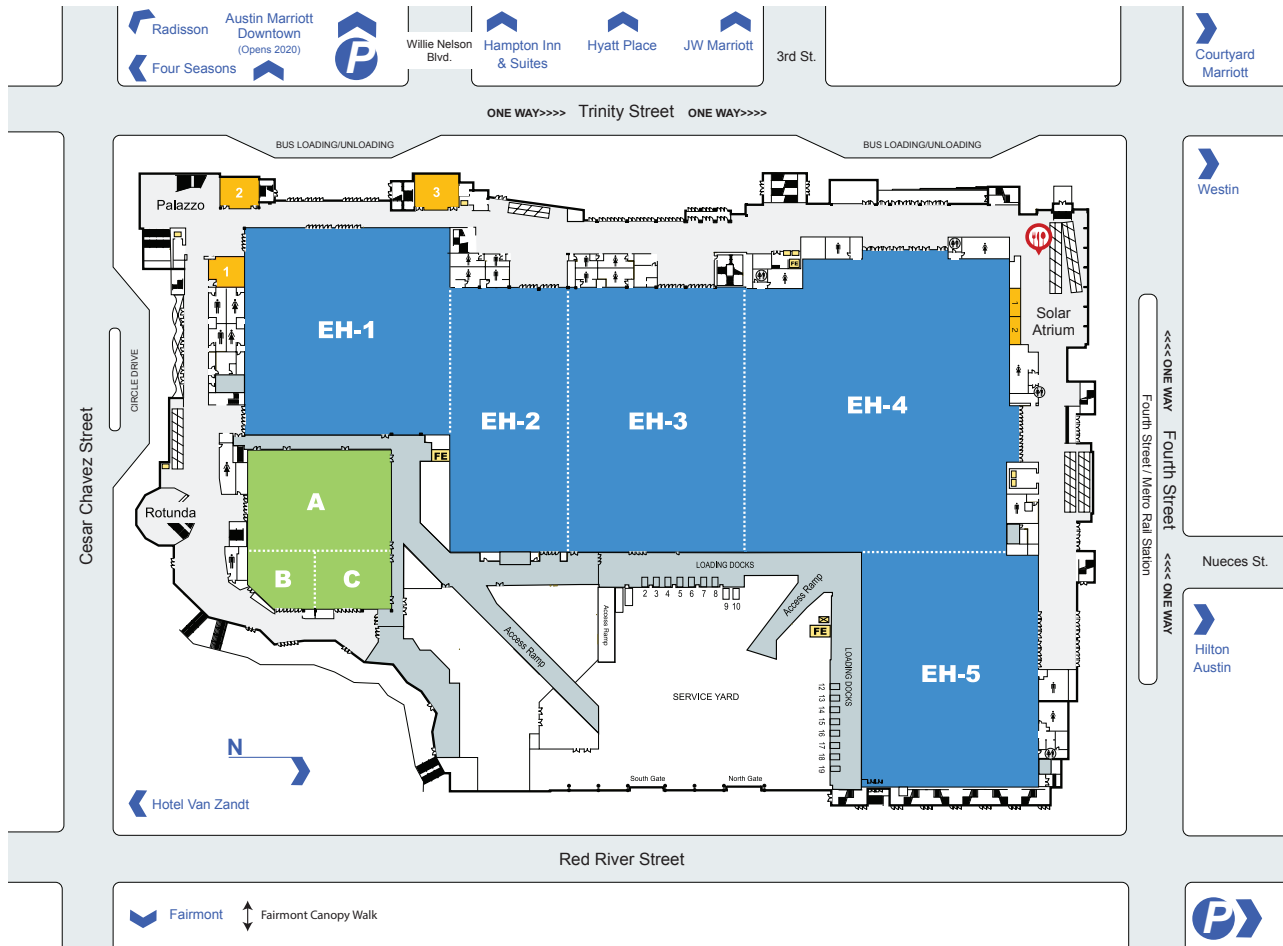 Radisson
Austin Marriott
Downtown
(Opens 2020)
Four Seasons
P
Willie Nelson
Blvd.
Hampton Inn
& Suites
Hyatt Place
JW Marriott
3rd St.
Courtyard
Marriott
ONE WAY>>>> Trinity Street ONE WAY>>>>
BUS LOADING/UNLOADING
BUS LOADING/UNLOADING
Westin
Palazzo
2
3
1
FE
1
2
Solar
Atrium
EH-1
EH-2
EH-3
EH-4
CIRCLE DRIVE
Cesar Chavez Street
FE
A
B
C
Rotunda
<<<< ONE WAY Fourth Street <<<< ONE WAY
Fourth Street / Metro Rail Station
Nueces St.
LOADING DOCKS
2 3 4 5 6 7 8
9 10
Access Ramp
Access Ramp
Access Ramp
FE
LOADING DOCKS
12
13
14
15
16
17
18
19
EH-5
Hilton
Austin
SERVICE YARD
N
South Gate
North Gate
Hotel Van Zandt
Red River Street
Fairmont
Fairmont Canopy Walk
P